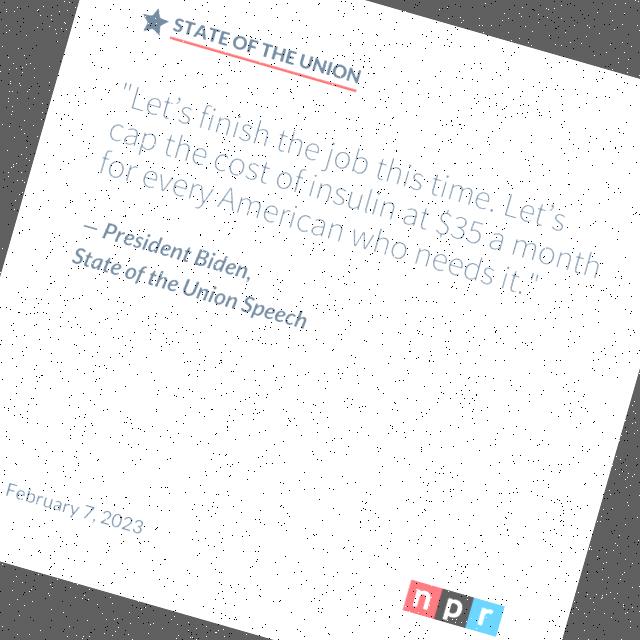 STATE OF THE UNION
"Let's finish the job this time. Let's
cap the cost of insulin at $35 a month
for every American who needs it."
— President Biden,
State of the Union Speech
February 7, 2023
npr